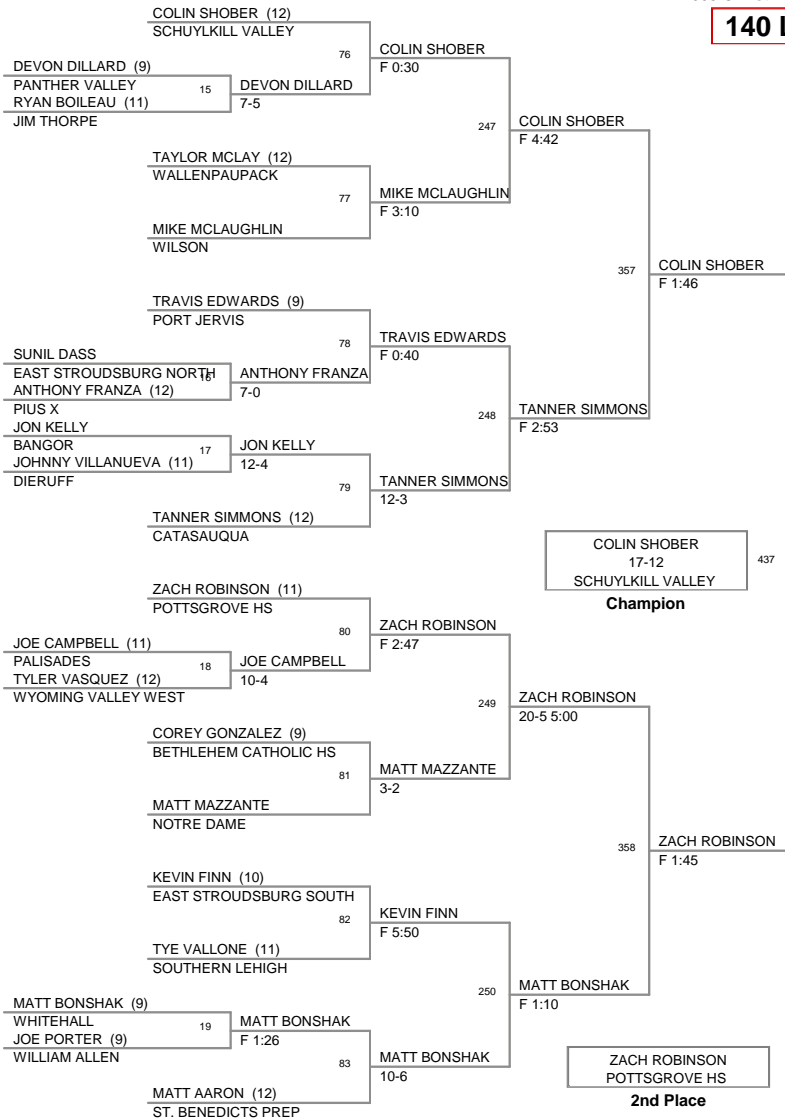 140 L
COLIN SHOBER (12)
SCHUYLKILL VALLEY
76
COLIN SHOBER
F 0:30
DEVON DILLARD (9)
PANTHER VALLEY
15
DEVON DILLARD
RYAN BOILEAU (11)
7-5
JIM THORPE
247
COLIN SHOBER
F 4:42
TAYLOR MCLAY (12)
WALLENPAUPACK
77
MIKE MCLAUGHLIN
F 3:10
MIKE MCLAUGHLIN
WILSON
357
COLIN SHOBER
F 1:46
TRAVIS EDWARDS (9)
PORT JERVIS
78
TRAVIS EDWARDS
F 0:40
SUNIL DASS
EAST STROUDSBURG NORTH
16
ANTHONY FRANZA
ANTHONY FRANZA (12)
7-0
PIUS X
248
TANNER SIMMONS
F 2:53
JON KELLY
BANGOR
17
JON KELLY
JOHNNY VILLANUEVA (11)
12-4
DIERUFF
79
TANNER SIMMONS
12-3
TANNER SIMMONS (12)
CATASAUQUA
COLIN SHOBER
17-12
SCHUYLKILL VALLEY
437
Champion
ZACH ROBINSON (11)
POTTSGROVE HS
80
ZACH ROBINSON
F 2:47
JOE CAMPBELL (11)
PALISADES
18
JOE CAMPBELL
TYLER VASQUEZ (12)
10-4
WYOMING VALLEY WEST
249
ZACH ROBINSON
20-5 5:00
COREY GONZALEZ (9)
BETHLEHEM CATHOLIC HS
81
MATT MAZZANTE
3-2
MATT MAZZANTE
NOTRE DAME
358
ZACH ROBINSON
F 1:45
KEVIN FINN (10)
EAST STROUDSBURG SOUTH
82
KEVIN FINN
F 5:50
TYE VALLONE (11)
SOUTHERN LEHIGH
250
MATT BONSHAK
F 1:10
MATT BONSHAK (9)
WHITEHALL
19
MATT BONSHAK
JOE PORTER (9)
F 1:26
WILLIAM ALLEN
83
MATT BONSHAK
10-6
MATT AARON (12)
ST. BENEDICTS PREP
ZACH ROBINSON
POTTSGROVE HS
2nd Place